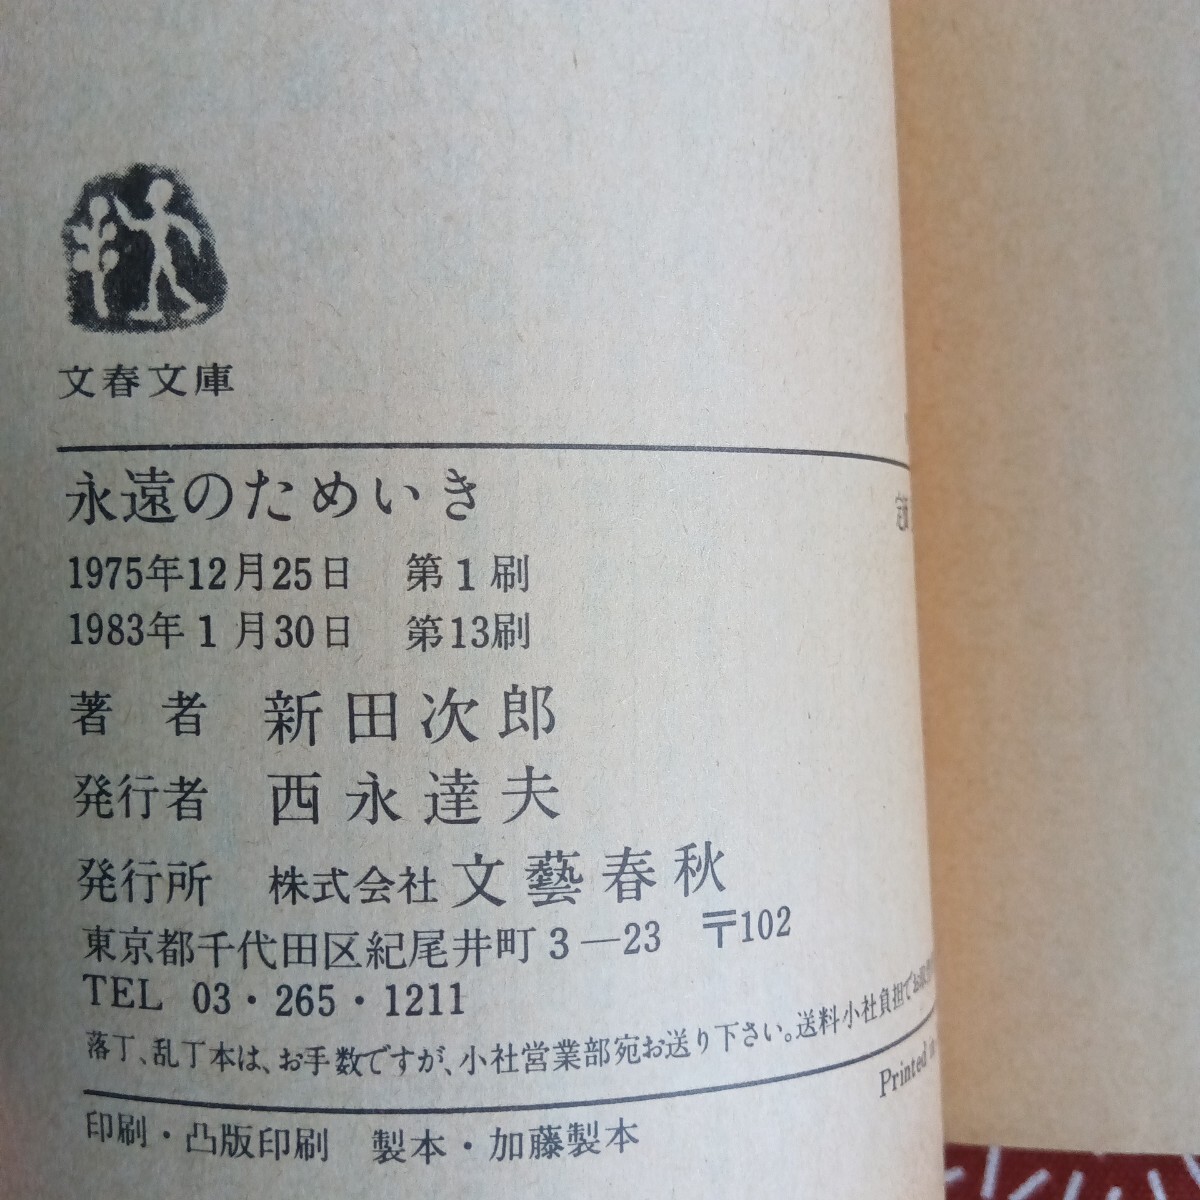 文春文庫
永遠のためいき
定価
1975年12月25日 第1刷
1983年1月30日 第13刷
著者 新田次郎
発行者 西永達夫
発行所 株式会社文藝春秋
東京都千代田区紀尾井町3—23 〒102
TEL 03・265・1211
落丁、乱丁本は、お手数ですが、小社営業部宛お送り下さい。送料小社負担でお
Printed in
印刷・凸版印刷 製本・加藤製本